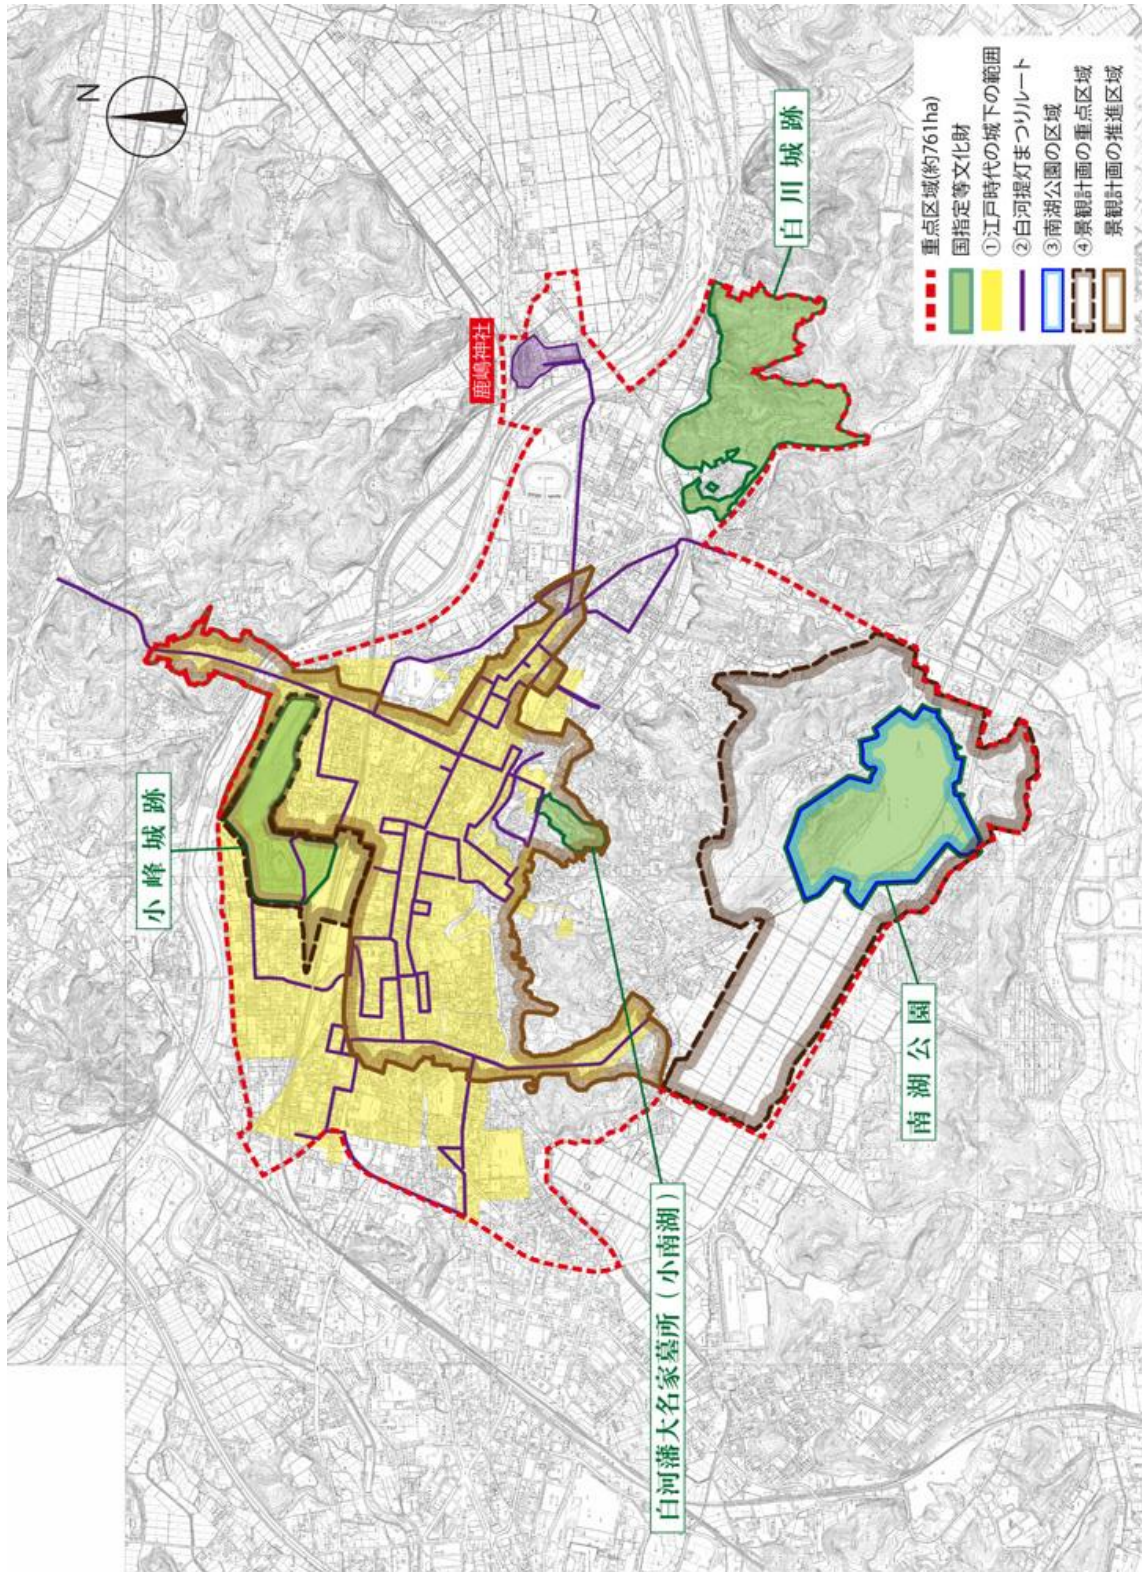 N
重点区域(約761ha)
国指定等文化財
①江戸時代の城下の範囲
②白河提灯まつりルート
③南湖公園の区域
④景観計画の重点区域
景観計画の推進区域
白川城跡
鹿嶋神社
小峰城跡
南湖公園
白河藩大名家墓所（小南湖）